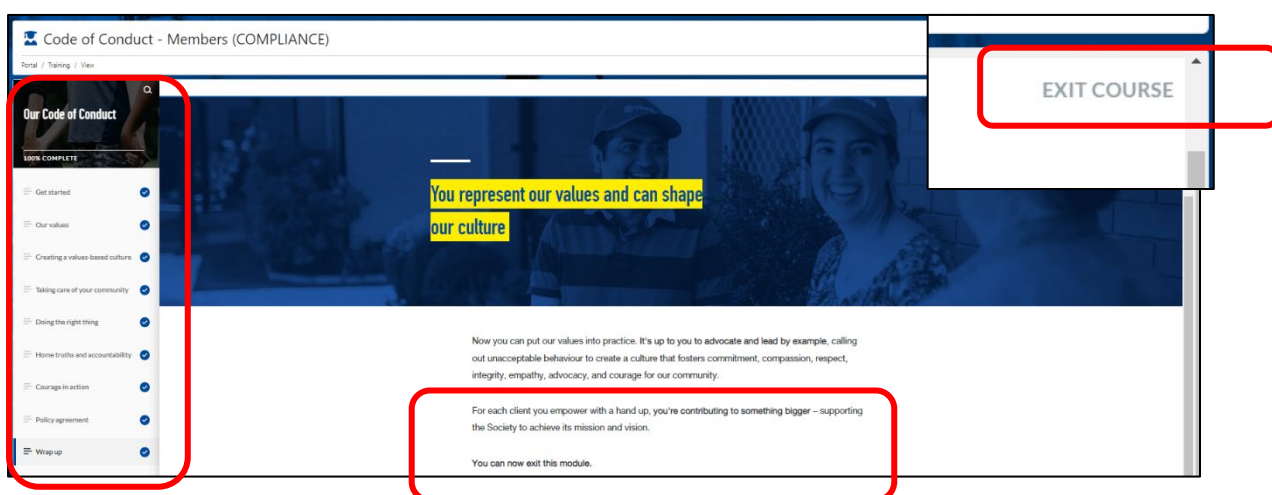 Code of Conduct - Members (COMPLIANCE)
Portal / Training / View
EXIT COURSE
Our Code of Conduct
100% COMPLETE
Get started
Our values
Creating a values-based culture
Taking care of your community
Doing the right thing
Home truths and accountability
Courage in action
Policy agreement
Wrap up
You represent our values and can shape
our culture
Now you can put our values into practice. It's up to you to advocate and lead by example, calling
out unacceptable behaviour to create a culture that fosters commitment, compassion, respect,
integrity, empathy, advocacy, and courage for our community.
For each client you empower with a hand up, you're contributing to something bigger – supporting
the Society to achieve its mission and vision.
You can now exit this module.